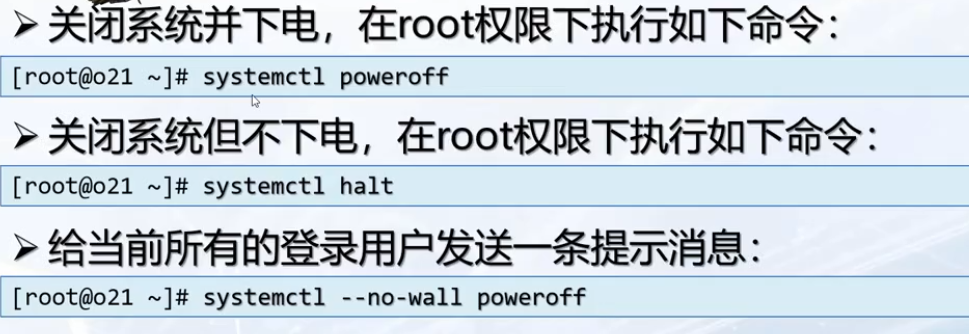 ➢ 关闭系统并下电，在root权限下执行如下命令：
[root@o21 ~]# systemctl poweroff
➢ 关闭系统但不下电，在root权限下执行如下命令：
[root@o21 ~]# systemctl halt
➢ 给当前所有的登录用户发送一条提示消息：
[root@o21 ~]# systemctl --no-wall poweroff